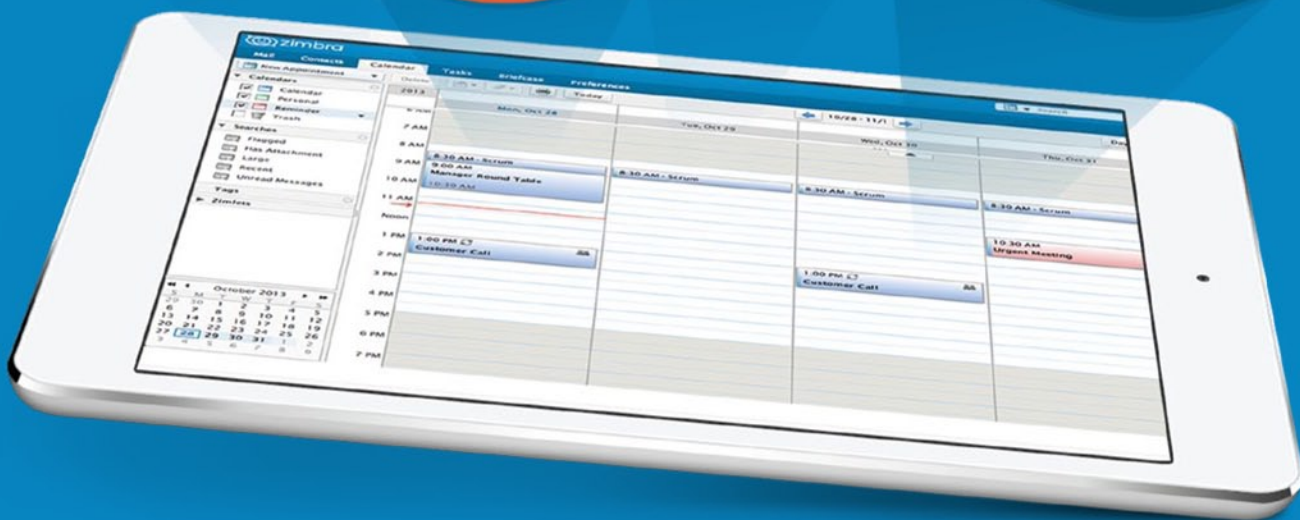 zimbra
Mail Contacts Calendar Tasks Briefcase Preferences
New Appointment
Delete
Today
Search
Calendars
Calendar
Personal
Reminder
Trash
Searches
Flagged
Has Attachment
Large
Recent
Unread Messages
Tags
Zimlets
2013
10/28 - 11/1
Mon, Oct 28
Tue, Oct 29
Wed, Oct 30
Thu, Oct 31
7 AM
8 AM
9 AM
10 AM
11 AM
Noon
1 PM
2 PM
3 PM
4 PM
5 PM
6 PM
7 PM
8:30 AM - Scrum
9:00 AM
Manager Round Table
10:30 AM
1:00 PM
Customer Call
8:30 AM - Scrum
8:30 AM - Scrum
1:00 PM
Customer Call
8:30 AM - Scrum
10:30 AM
Urgent Meeting
October 2013
S M T W T F S
29 30 1 2 3 4 5
6 7 8 9 10 11 12
13 14 15 16 17 18 19
20 21 22 23 24 25 26
27 28 29 30 31 1 2
3 4 5 6 7 8 9